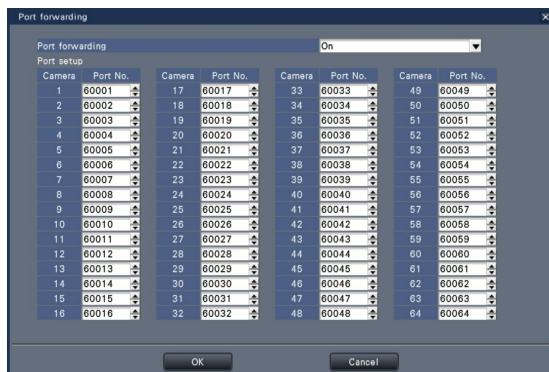 Port forwarding
Port forwarding On
Port setup
Camera Port No. Camera Port No. Camera Port No. Camera Port No.
1 60001 17 60017 33 60033 49 60049
2 60002 18 60018 34 60034 50 60050
3 60003 19 60019 35 60035 51 60051
4 60004 20 60020 36 60036 52 60052
5 60005 21 60021 37 60037 53 60053
6 60006 22 60022 38 60038 54 60054
7 60007 23 60023 39 60039 55 60055
8 60008 24 60024 40 60040 56 60056
9 60009 25 60025 41 60041 57 60057
10 60010 26 60026 42 60042 58 60058
11 60011 27 60027 43 60043 59 60059
12 60012 28 60028 44 60044 60 60060
13 60013 29 60029 45 60045 61 60061
14 60014 30 60030 46 60046 62 60062
15 60015 31 60031 47 60047 63 60063
16 60016 32 60032 48 60048 64 60064
OK Cancel